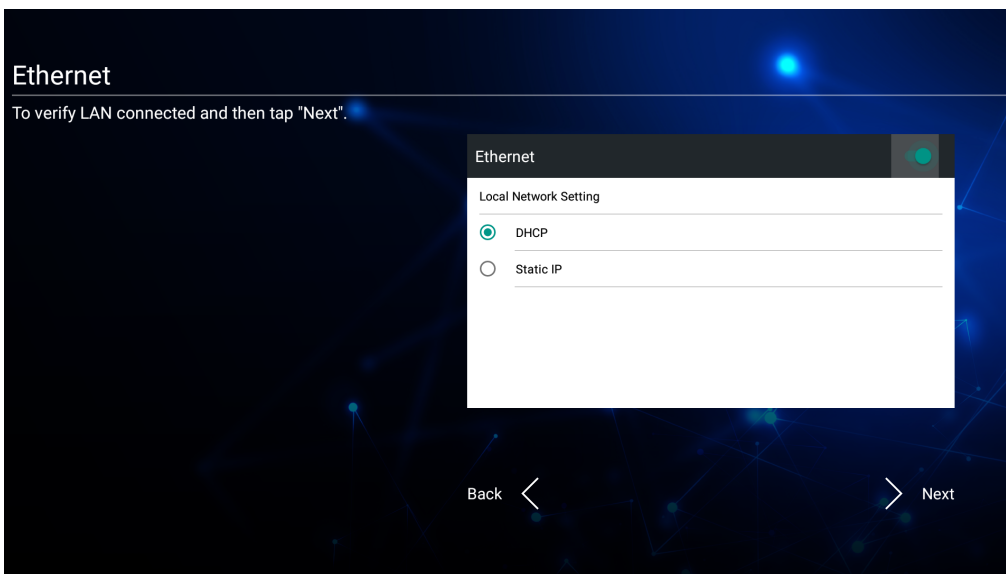 Ethernet
To verify LAN connected and then tap "Next".
Ethernet
Local Network Setting
DHCP
Static IP
Back
Next